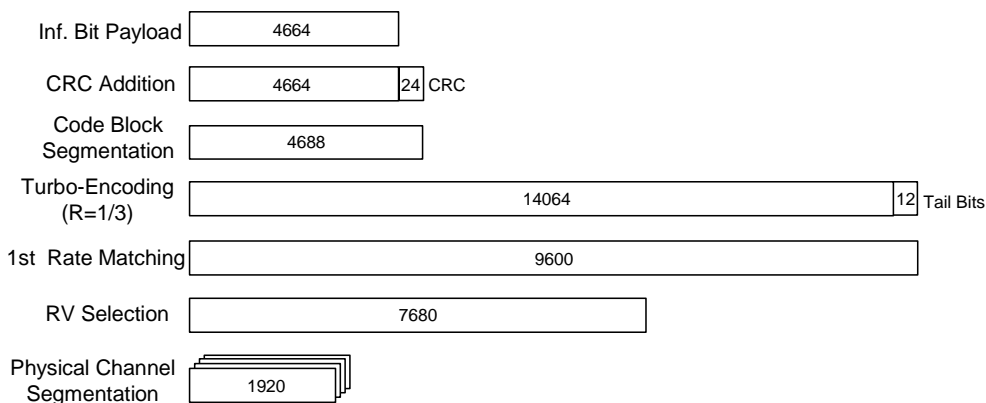 Inf. Bit Payload 4664
CRC Addition 4664 24 CRC
Code Block
Segmentation 4688
Turbo-Encoding
(R=1/3) 14064 12 Tail Bits
1st Rate Matching 9600
RV Selection 7680
Physical Channel
Segmentation 1920